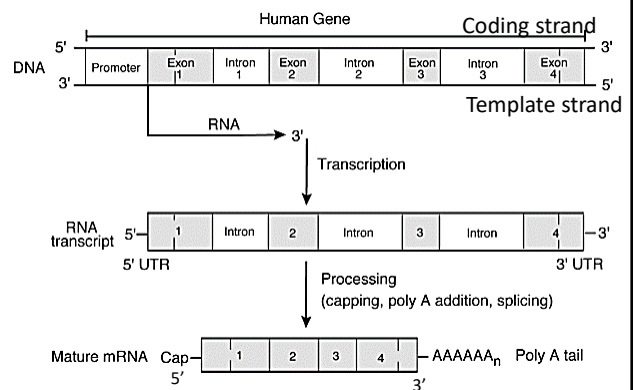 Human Gene
Coding strand
5' 3'
DNA Promoter Exon 1 Intron 1 Exon 2 Intron 2 Exon 3 Intron 3 Exon 4
3' 5'
Template strand
RNA 3'
Transcription
RNA transcript 5' 1 Intron 2 Intron 3 Intron 4 3'
5' UTR 3' UTR
Processing
(capping, poly A addition, splicing)
Mature mRNA Cap 1 2 3 4 AAAAAAn Poly A tail
5' 3'